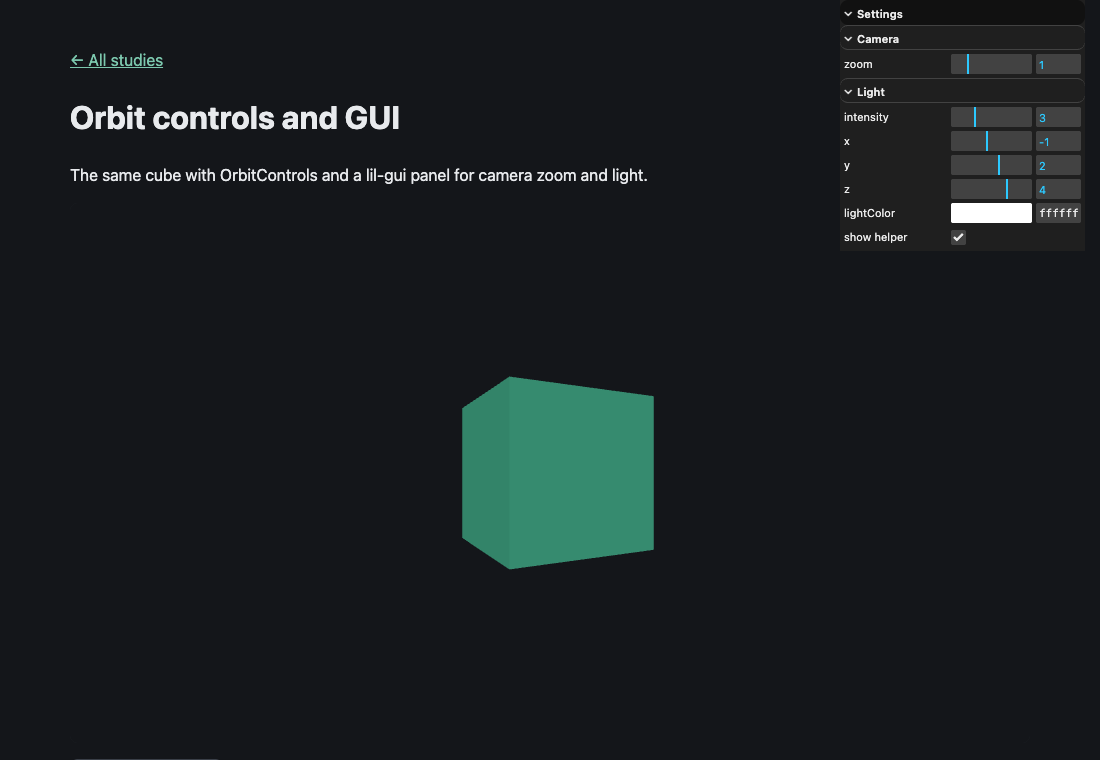 ← All studies
Orbit controls and GUI
The same cube with OrbitControls and a lil-gui panel for camera zoom and light.
Settings
Camera
zoom 1
Light
intensity 3
x -1
y 2
z 4
lightColor ffffff
show helper